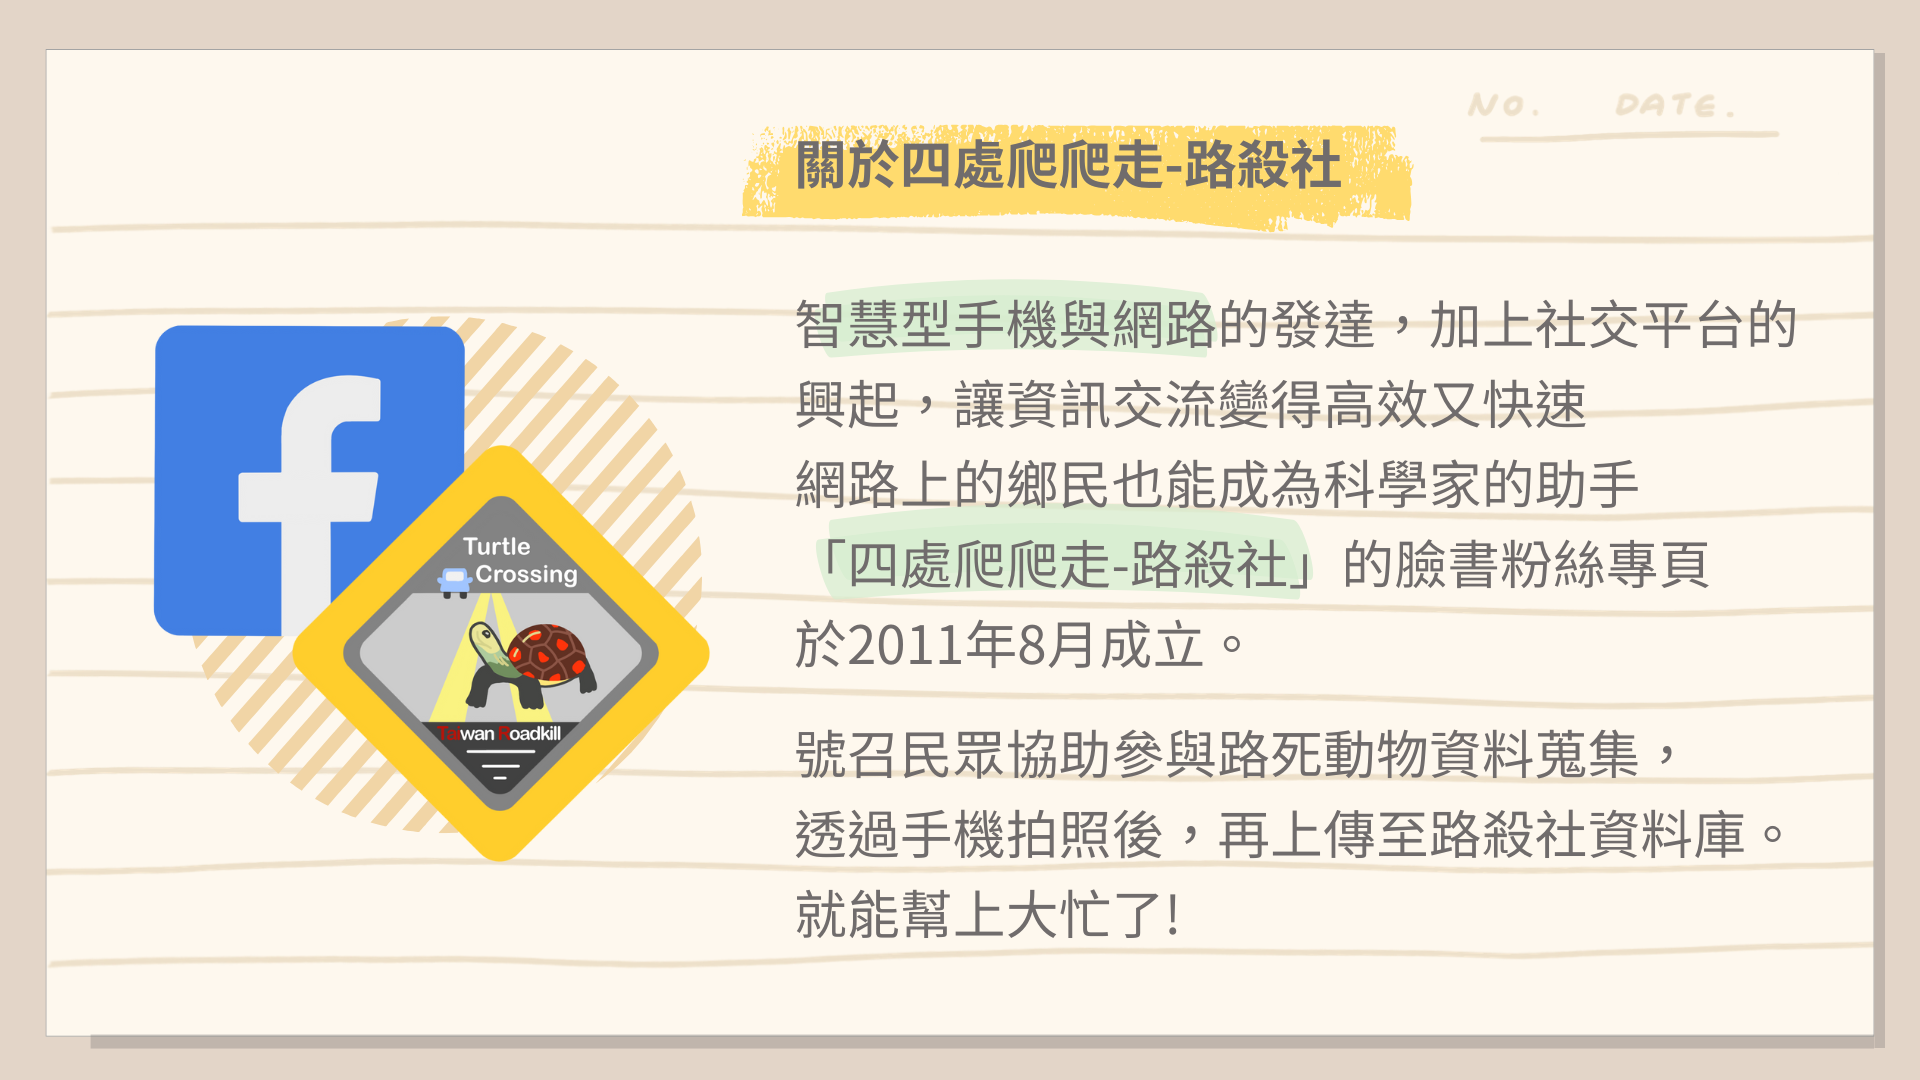 NO. DATE.
關於四處爬爬走-路殺社
智慧型手機與網路的發達，加上社交平台的
興起，讓資訊交流變得高效又快速
網路上的鄉民也能成為科學家的助手
「四處爬爬走-路殺社」的臉書粉絲專頁
於2011年8月成立。
號召民眾協助參與路死動物資料蒐集，
透過手機拍照後，再上傳至路殺社資料庫。
就能幫上大忙了!
f
Turtle
Crossing
Taiwan Roadkill